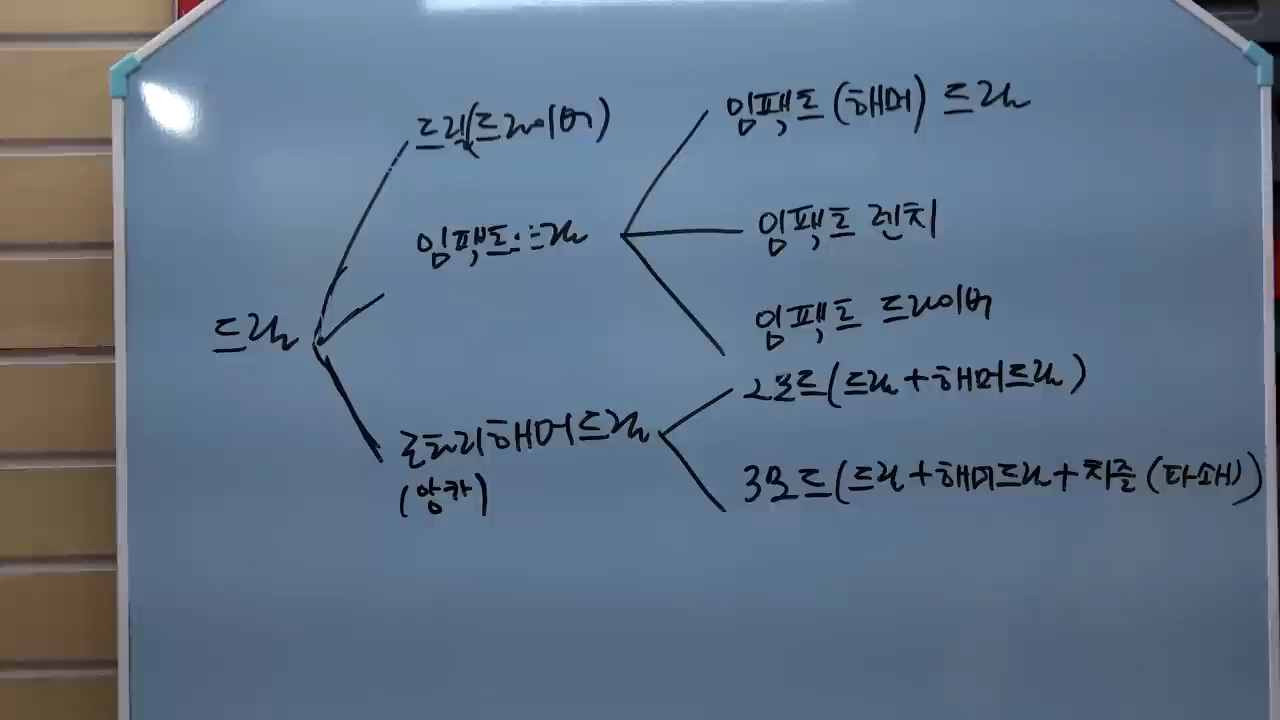 드릴(드라이버)
임팩트드릴
드릴
로터리해머드릴
(앙카)
임팩트(해머) 드릴
임팩트 렌치
임팩트 드라이버
2모드(드릴+해머드릴)
3모드(드릴+해머드릴+치즐(타쇄))